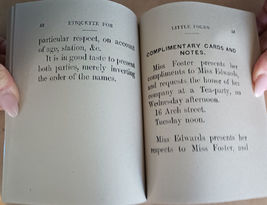 ETIQUETTE FOR
particular respect, on account
of age, station, &c.
It is in good taste to present
both parties, merely inverting
the order of the names.
LITTLE FOLKS
COMPLIMENTARY CARDS AND
NOTES.
Miss Foster presents her
compliments to Miss Edwards,
and requests the honor of her
company at a Tea-party, on
Wednesday afternoon.
16 Arch street.
Tuesday noon.
Miss Edwards presents her
respects to Miss Foster, and